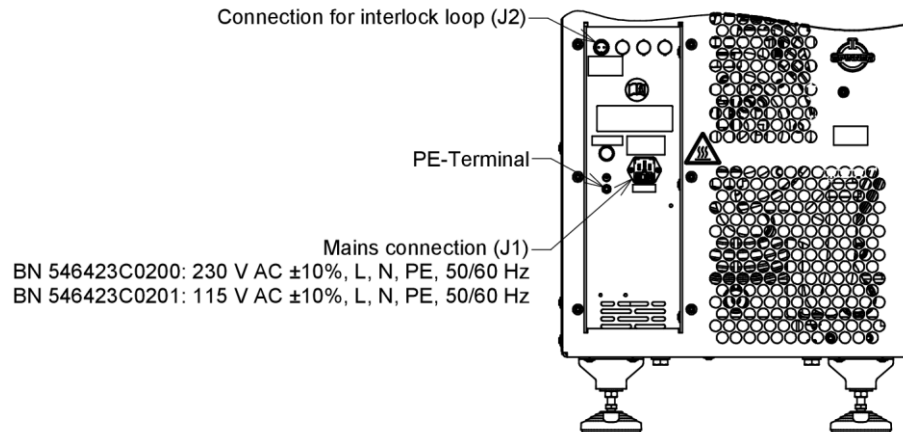 Connection for interlock loop (J2)
PE-Terminal
Mains connection (J1)
BN 546423C0200: 230 V AC ±10%, L, N, PE, 50/60 Hz
BN 546423C0201: 115 V AC ±10%, L, N, PE, 50/60 Hz